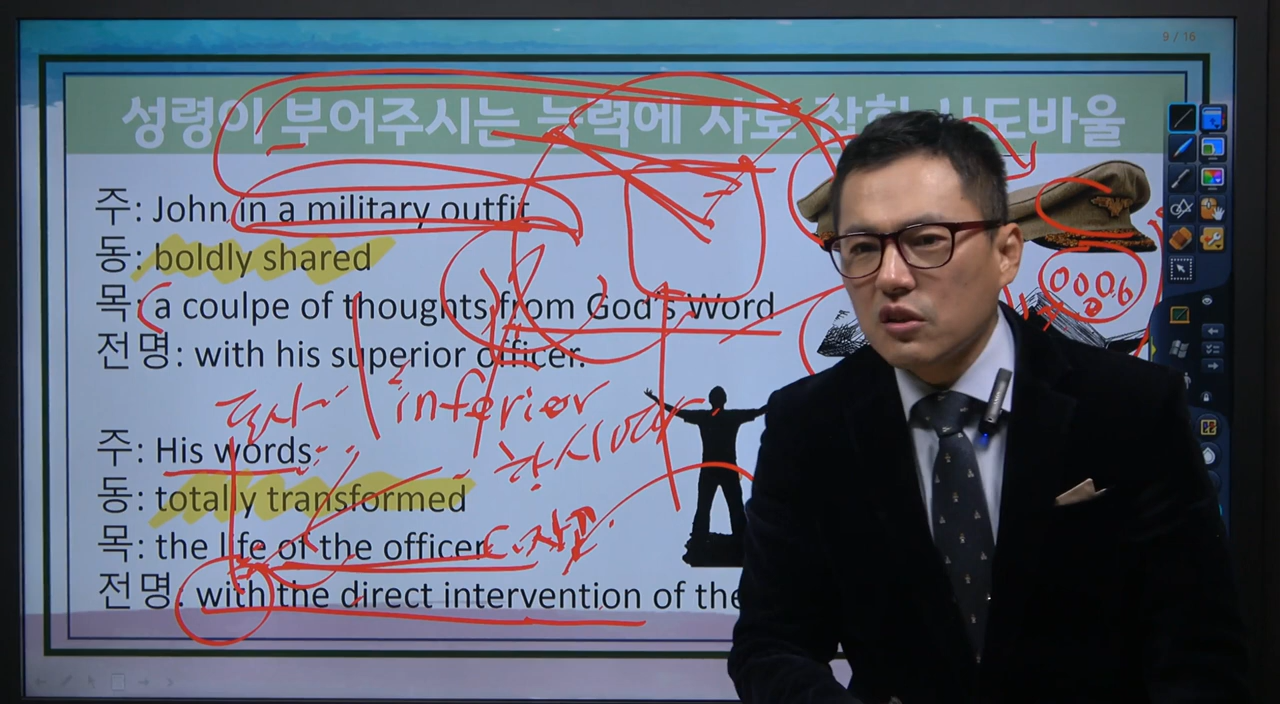 9 / 16
성령이 부어주시는 능력에 사로 잡힌 사도바울
주: John in a military outfit
동: boldly shared
목: a coulpe of thoughts from God's Word
0006
전명: with his superior officer.
inferior
주: His words
동: totally transformed
목: the life of the officer
전명: with the direct intervention of the